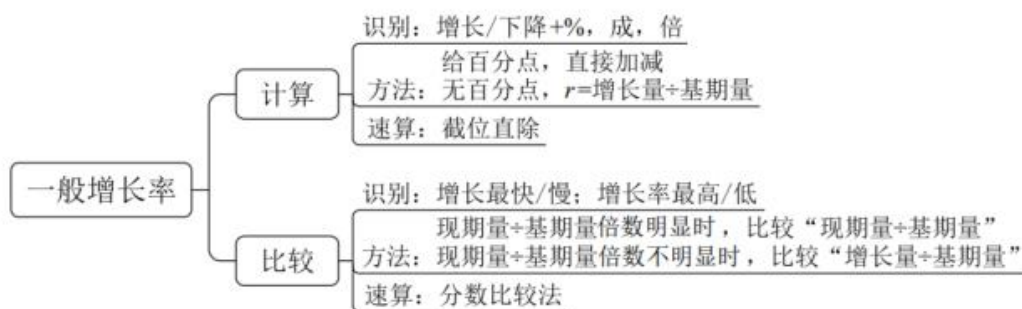 一般增长率
计算
识别：增长/下降+%，成，倍
给百分点，直接加减
方法：无百分点，r=增长量÷基期量
速算：截位直除
比较
识别：增长最快/慢；增长率最高/低
现期量÷基期量倍数明显时，比较“现期量÷基期量”
方法：现期量÷基期量倍数不明显时，比较“增长量÷基期量”
速算：分数比较法